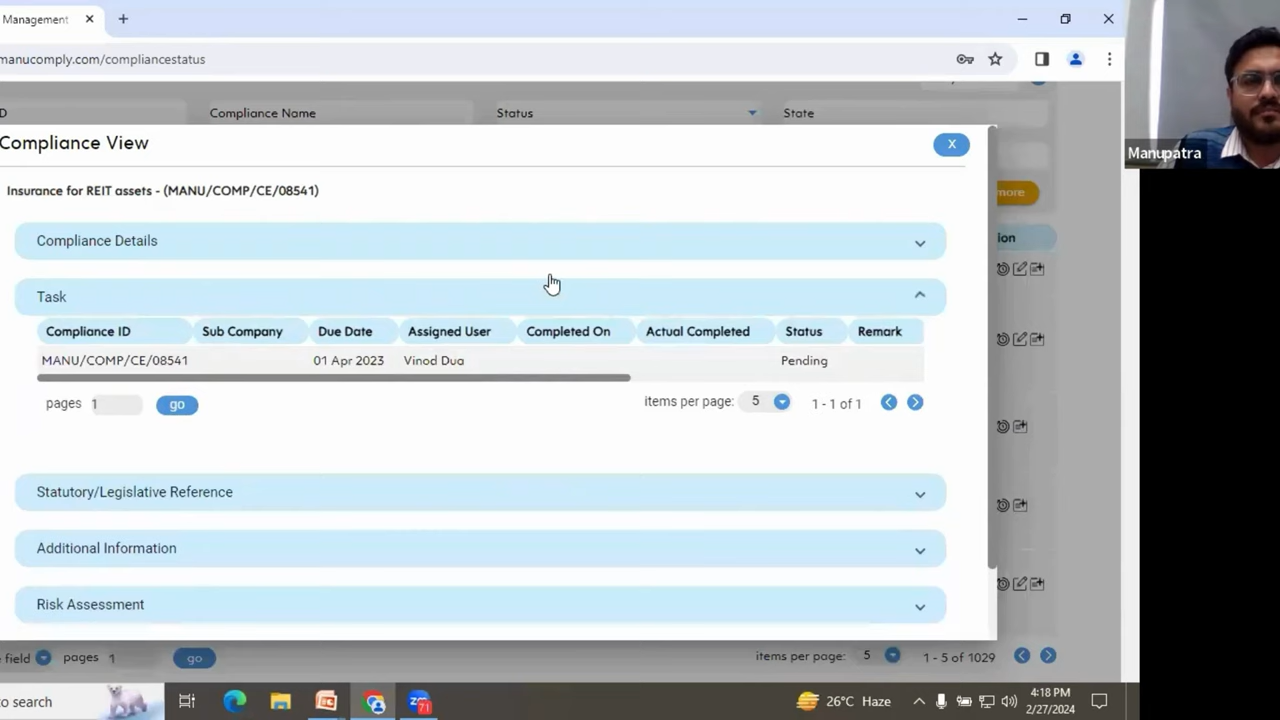 Management
manucomply.com/compliancestatus
D Compliance Name Status State
Compliance View X
Manupatra
Insurance for REIT assets - (MANU/COMP/CE/08541)
more
Compliance Details
ion
Task
Compliance ID Sub Company Due Date Assigned User Completed On Actual Completed Status Remark
MANU/COMP/CE/08541 01 Apr 2023 Vinod Dua Pending
pages 1 go items per page: 5 1 - 1 of 1
Statutory/Legislative Reference
Additional Information
Risk Assessment
field pages 1 go items per page: 5 1 - 5 of 1029
to search 71 26°C Haze 4:18 PM
2/27/2024